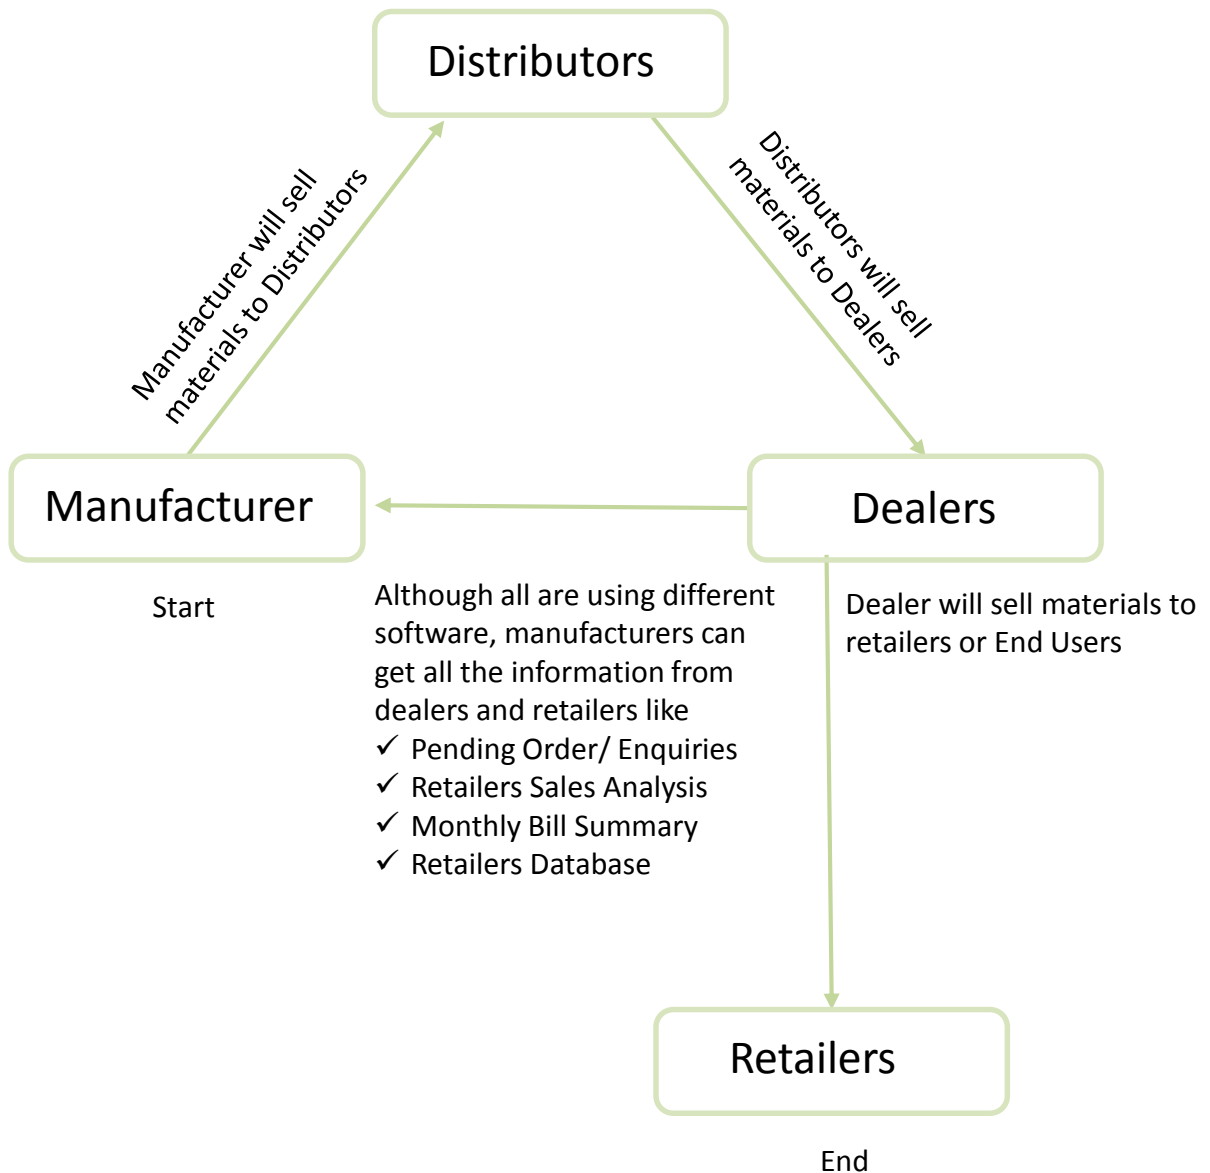 Distributors
Manufacturer will sell
materials to Distributors
Distributors will sell
materials to Dealers
Manufacturer
Dealers
Start
Although all are using different
software, manufacturers can
get all the information from
dealers and retailers like
✓ Pending Order/ Enquiries
✓ Retailers Sales Analysis
✓ Monthly Bill Summary
✓ Retailers Database
Dealer will sell materials to
retailers or End Users
Retailers
End